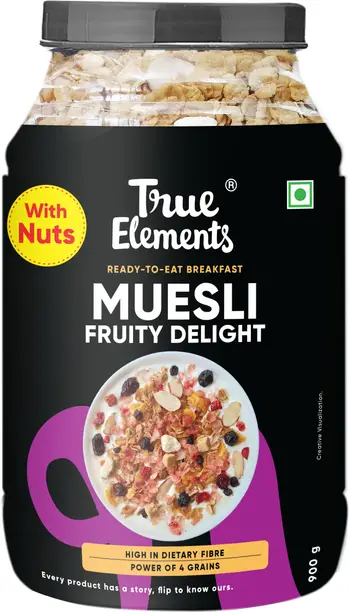 True
Elements®
With
Nuts
READY-TO-EAT BREAKFAST
MUESLI
FRUITY DELIGHT
Creative Visualization.
HIGH IN DIETARY FIBRE
POWER OF 4 GRAINS
900 g
Every product has a story, flip to know ours.